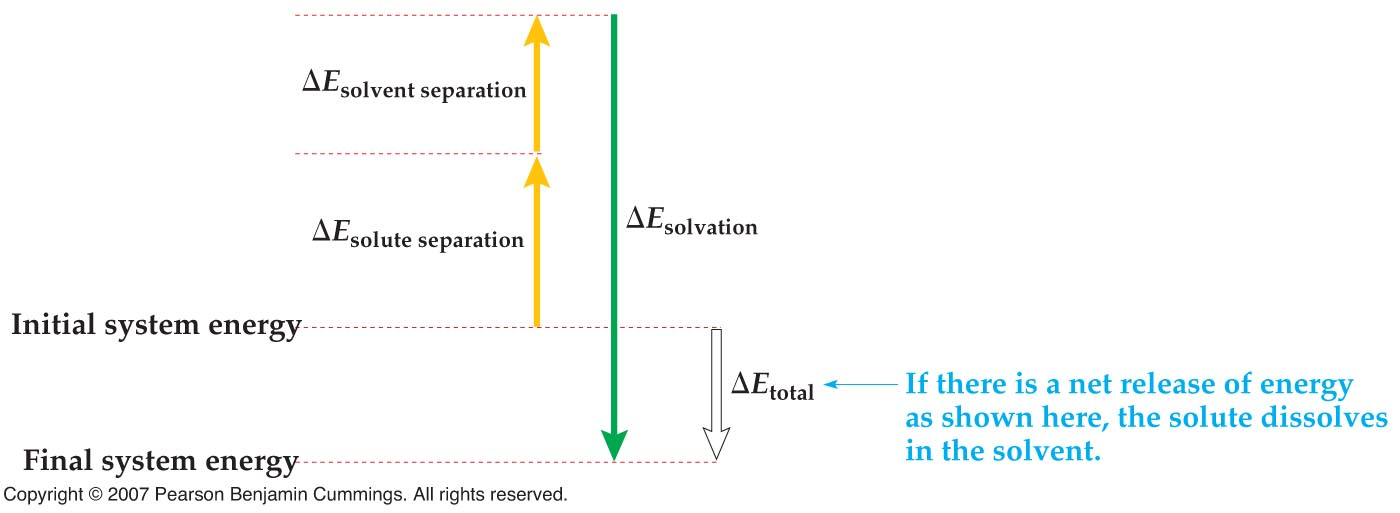 ΔEsolvent separation
ΔEsolute separation
ΔEsolvation
Initial system energy
ΔEtotal
If there is a net release of energy
as shown here, the solute dissolves
in the solvent.
Final system energy
Copyright © 2007 Pearson Benjamin Cummings. All rights reserved.